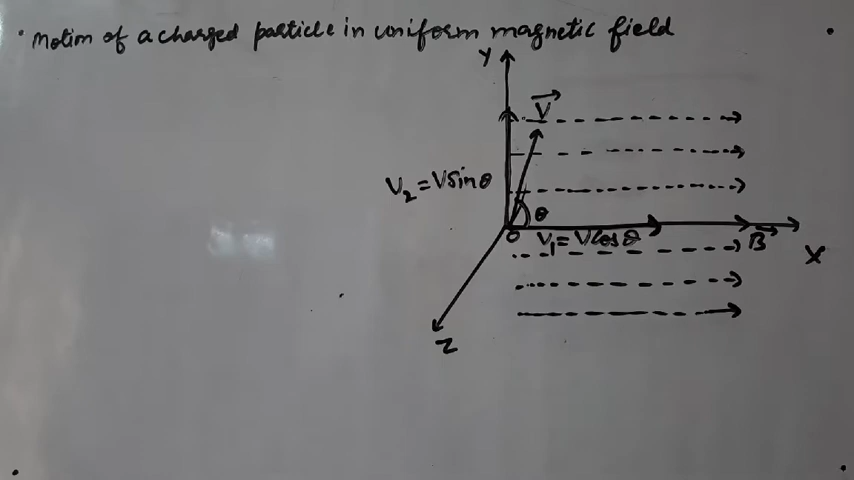 Motion of a charged particle in uniform magnetic field
Y
V
V₂ = Vsinθ
θ
O
V₁ = Vcosθ
B
X
Z